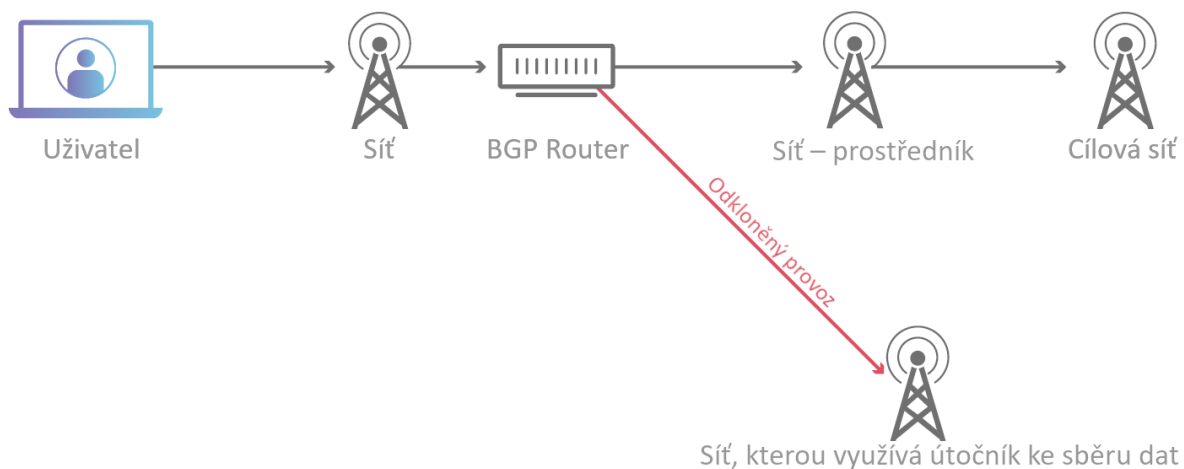 Uživatel
Síť
BGP Router
Síť – prostředník
Cílová síť
Odkloněný provoz
Síť, kterou využívá útočník ke sběru dat